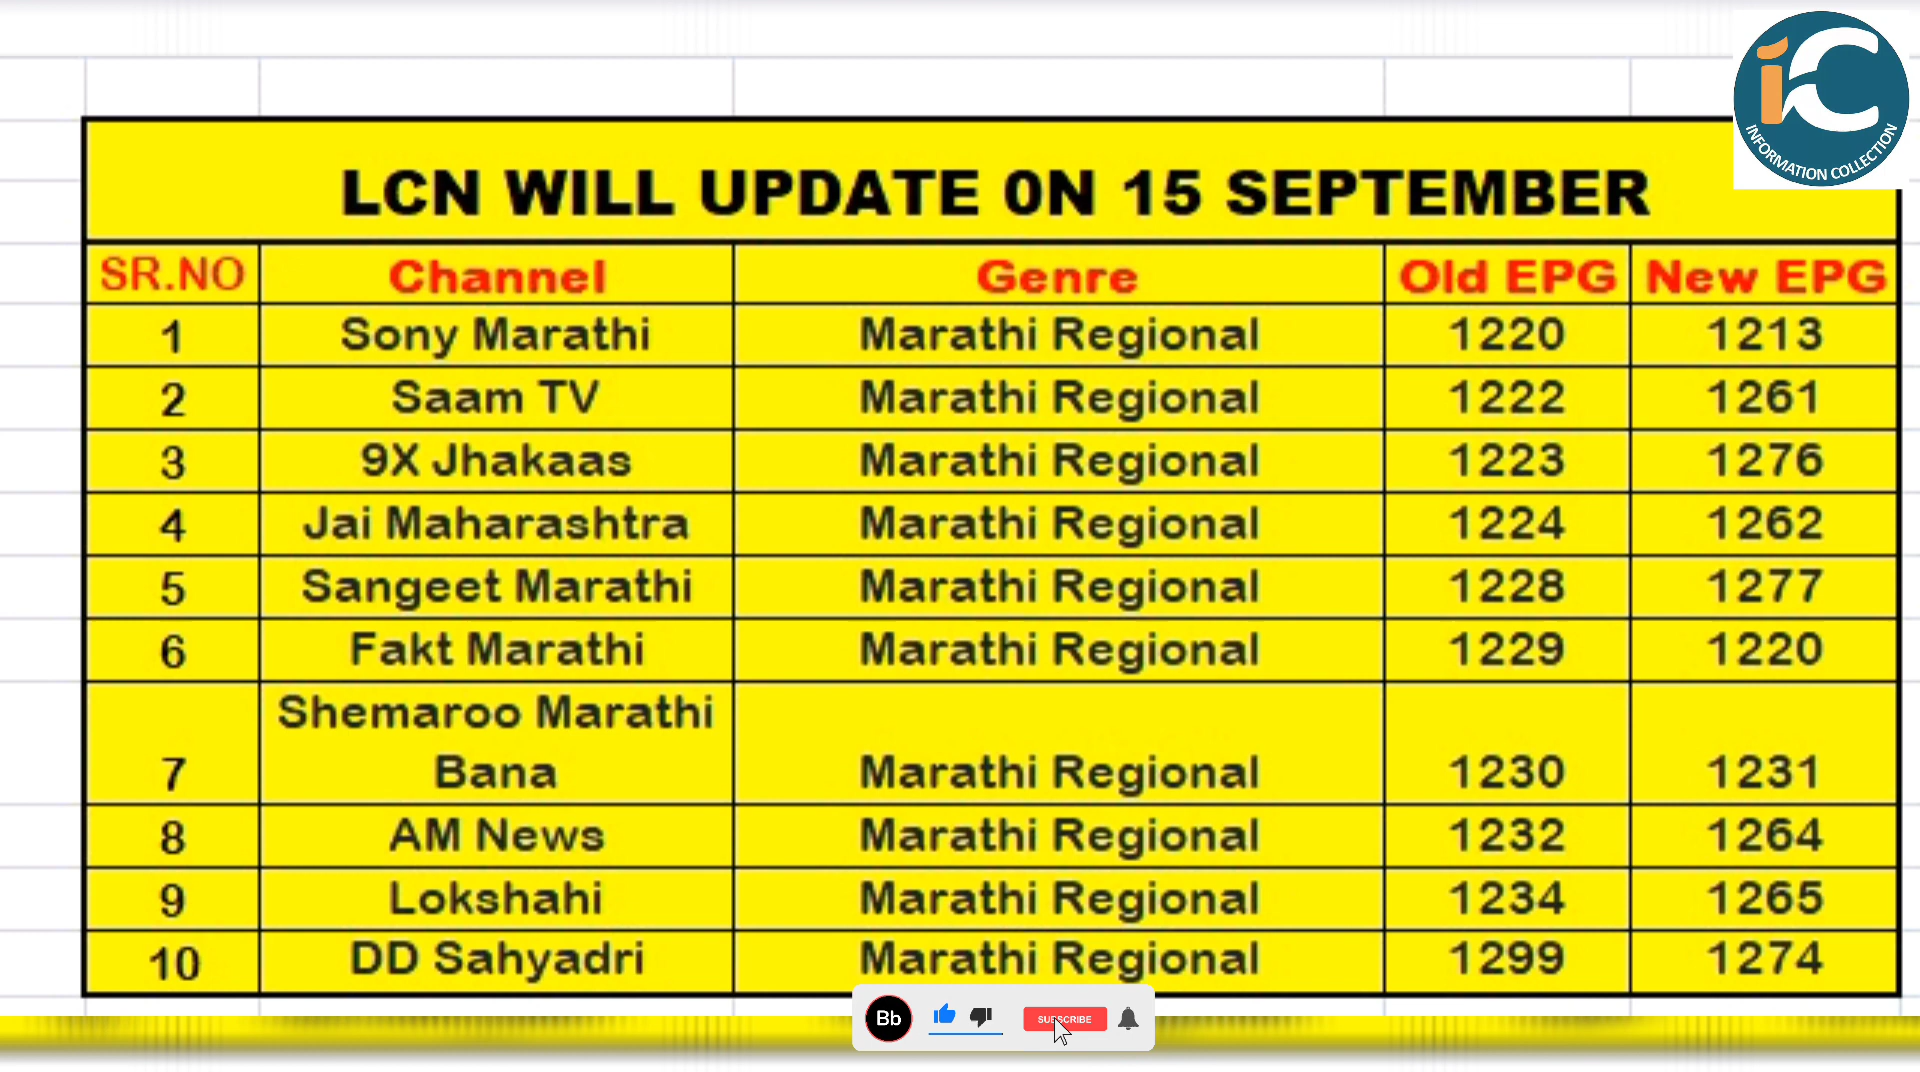 iC
INFORMATION COLLECTION
LCN WILL UPDATE 0N 15 SEPTEMBER
SR.NO Channel Genre Old EPG New EPG
1 Sony Marathi Marathi Regional 1220 1213
2 Saam TV Marathi Regional 1222 1261
3 9X Jhakaas Marathi Regional 1223 1276
4 Jai Maharashtra Marathi Regional 1224 1262
5 Sangeet Marathi Marathi Regional 1228 1277
6 Fakt Marathi Marathi Regional 1229 1220
Shemaroo Marathi
7 Bana Marathi Regional 1230 1231
8 AM News Marathi Regional 1232 1264
9 Lokshahi Marathi Regional 1234 1265
10 DD Sahyadri Marathi Regional 1299 1274
Bb SUBSCRIBE